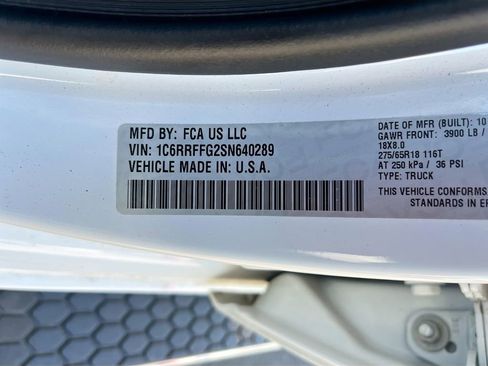 MFD BY: FCA US LLC
VIN: 1C6RRFFG2SN640289
VEHICLE MADE IN: U.S.A.
DATE OF MFR (BUILT) 10
GAWR FRONT: 3900 LB /
18X8.0
275/65R18 116T
AT 250 kPa / 36 PSI
TYPE: TRUCK
THIS VEHICLE CONFORMS
STANDARDS IN EF